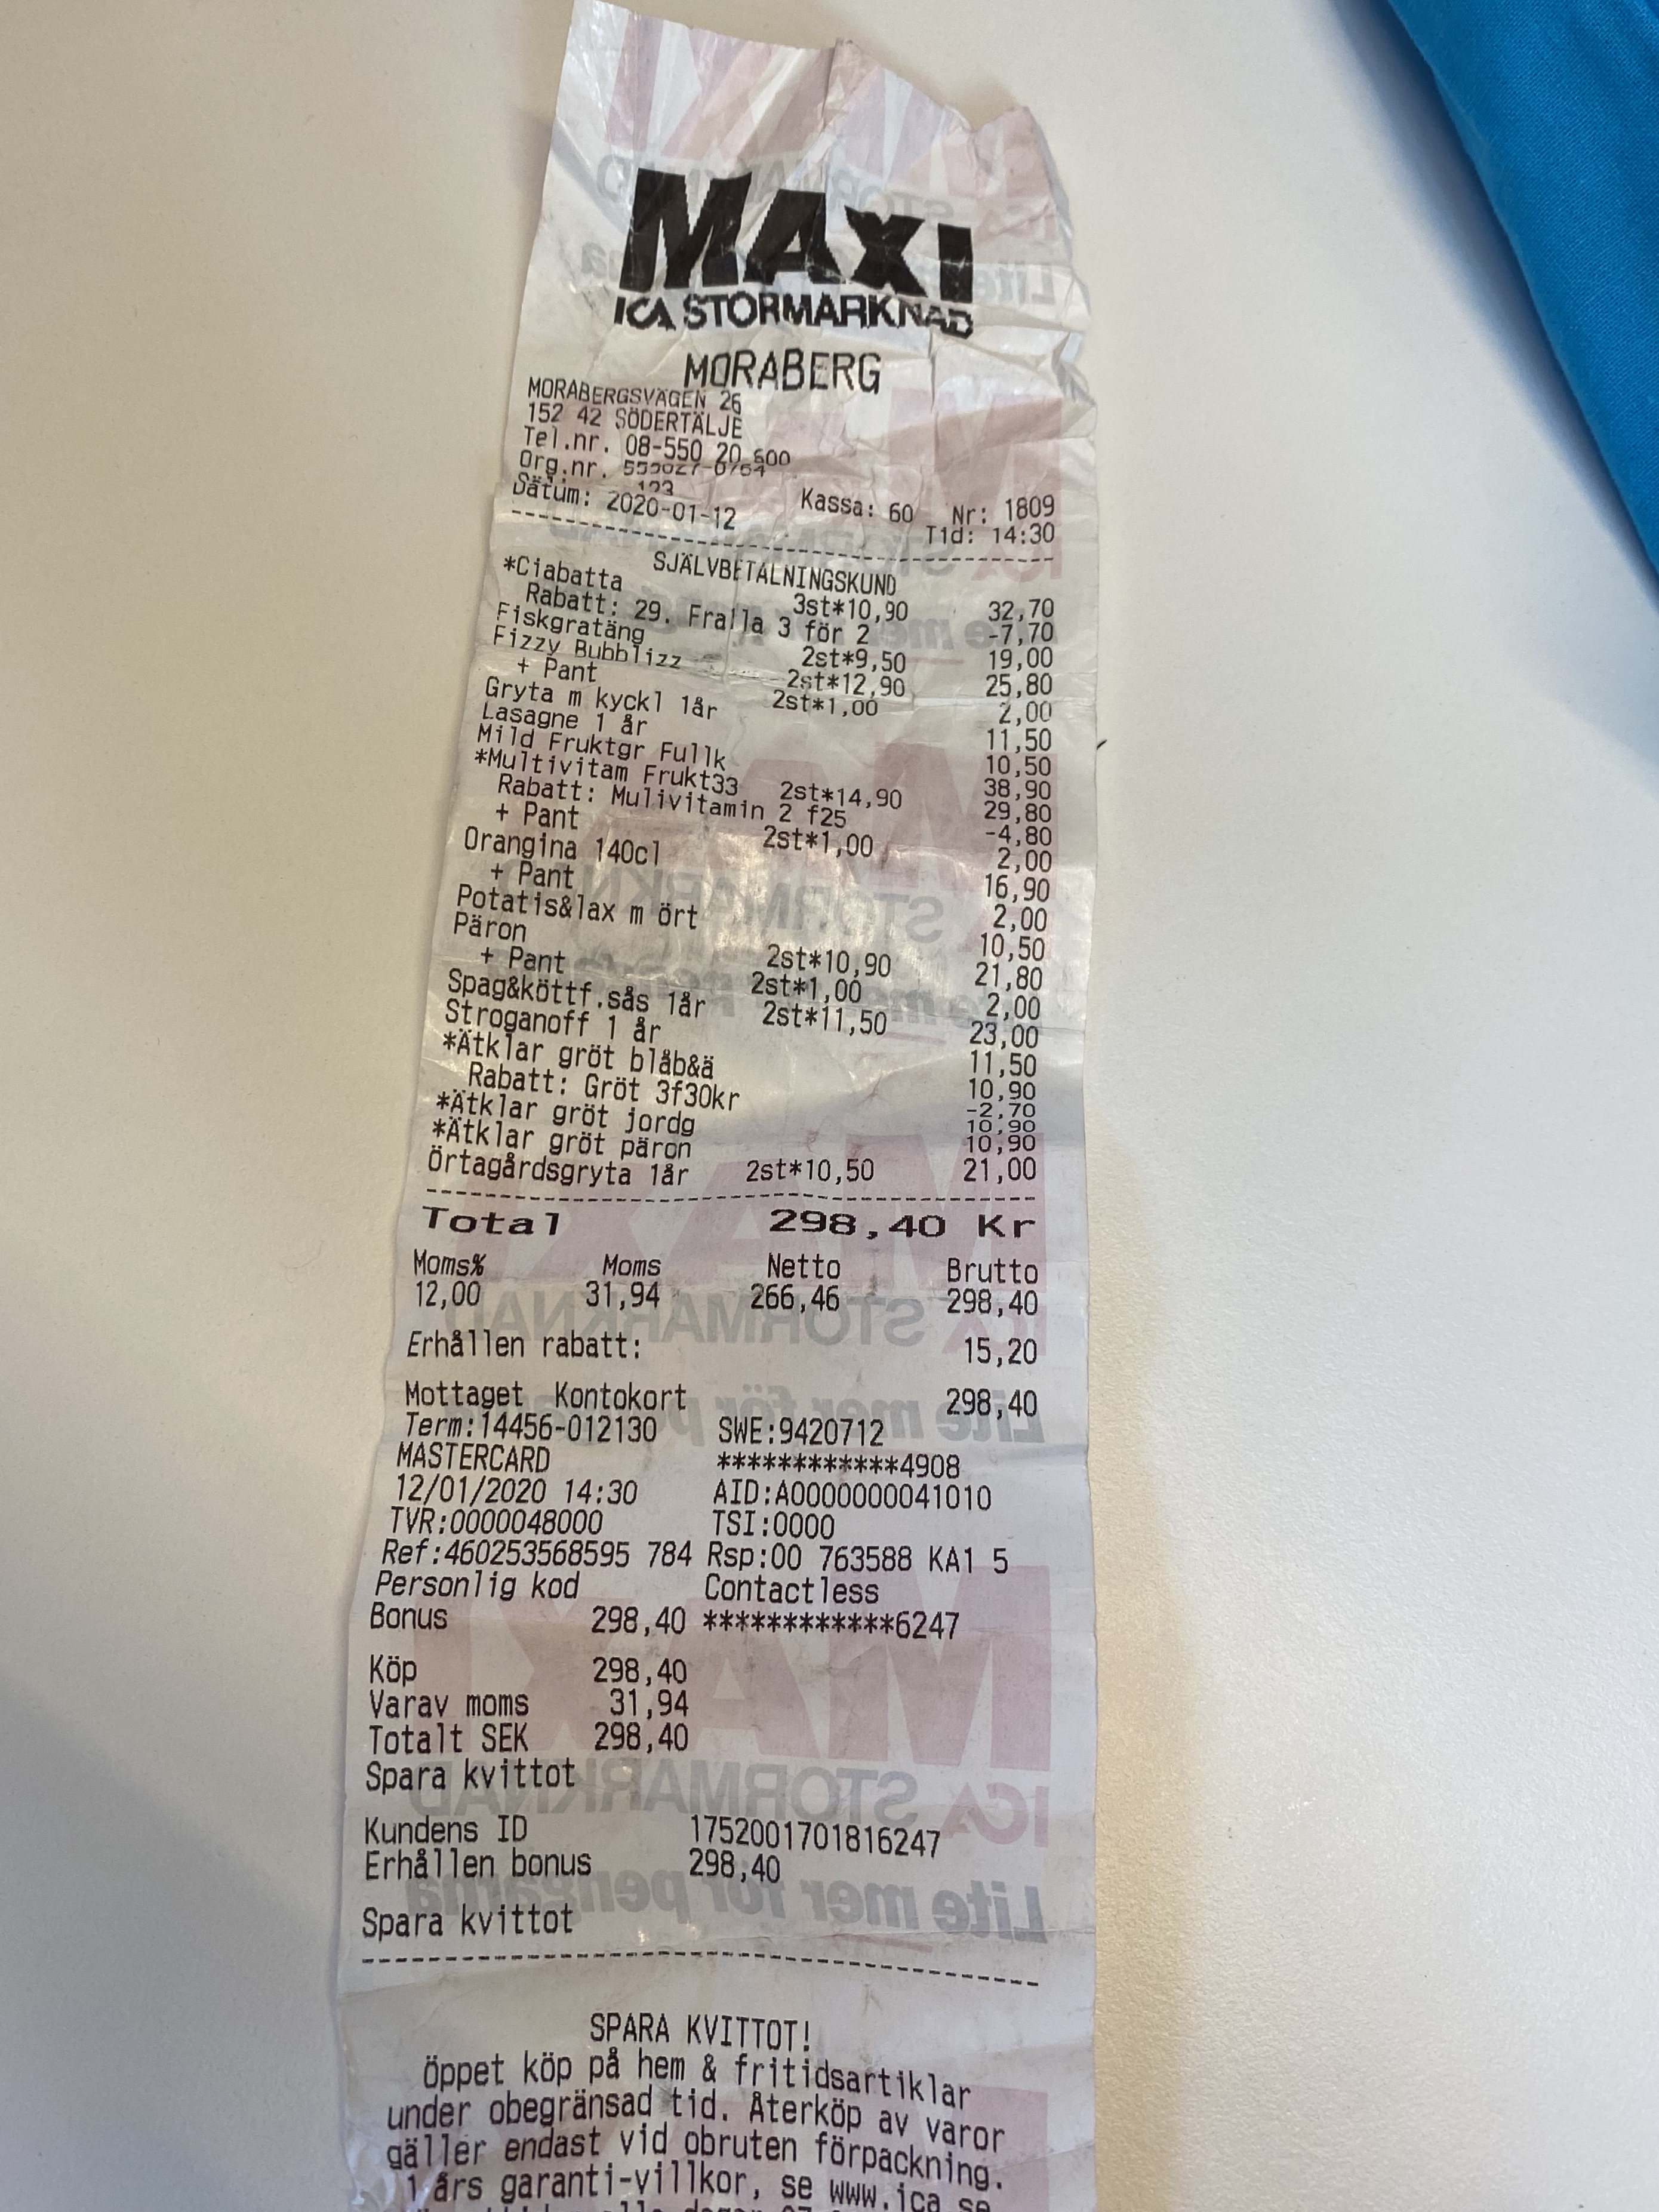 MAXI
ICA STORMARKNAD
MORABERG
MORABERGSVÄGEN 26
152 42 SÖDERTÄLJE
Tel.nr. 08-550 20 600
Org.nr.
Kassa: 60 Nr: 1809
Datum: 2020-01-12 Tid: 14:30
SJÄLVBETALNINGSKUND
*Ciabatta 3st*10,90 32,70
Rabatt: 29. Fralla 3 för 2 -7,70
Fiskgratäng 2st*9,50 19,00
Fizzy Bubblizz 2st*12,90 25,80
+ Pant 2st*1,00 2,00
Gryta m kyckl 1år 11,50
Lasagne 1 år 10,50
Mild Fruktgr Fullk 38,90
*Multivitam Frukt33 2st*14,90 29,80
Rabatt: Mulivitamin 2 f25 -4,80
+ Pant 2st*1,00 2,00
Orangina 140cl 16,90
+ Pant 2,00
Potatis&lax m ört 10,50
Päron 2st*10,90 21,80
+ Pant 2st*1,00 2,00
Spag&köttf.sås 1år 2st*11,50 23,00
Stroganoff 1 år 11,50
*Ätklar gröt blåb&ä 10,90
Rabatt: Gröt 3f30kr -2,70
*Ätklar gröt jordg 10,90
*Ätklar gröt päron 10,90
Örtagårdsgryta 1år 2st*10,50 21,00
Total 298,40 Kr
Moms% Moms Netto Brutto
12,00 31,94 266,46 298,40
Erhållen rabatt: 15,20
Mottaget Kontokort 298,40
Term:14456-012130 SWE:9420712
MASTERCARD ************4908
12/01/2020 14:30 AID:A0000000041010
TVR:0000048000 TSI:0000
Ref:460253568595 784 Rsp:00 763588 KA1 5
Personlig kod Contactless
Bonus 298,40 ************6247
Köp 298,40
Varav moms 31,94
Totalt SEK 298,40
Spara kvittot
Kundens ID 1752001701816247
Erhållen bonus 298,40
Spara kvittot
SPARA KVITTOT!
Öppet köp på hem & fritidsartiklar
under obegränsad tid. Återköp av varor
gäller endast vid obruten förpackning.
1 års garanti-villkor, se www.ica.se